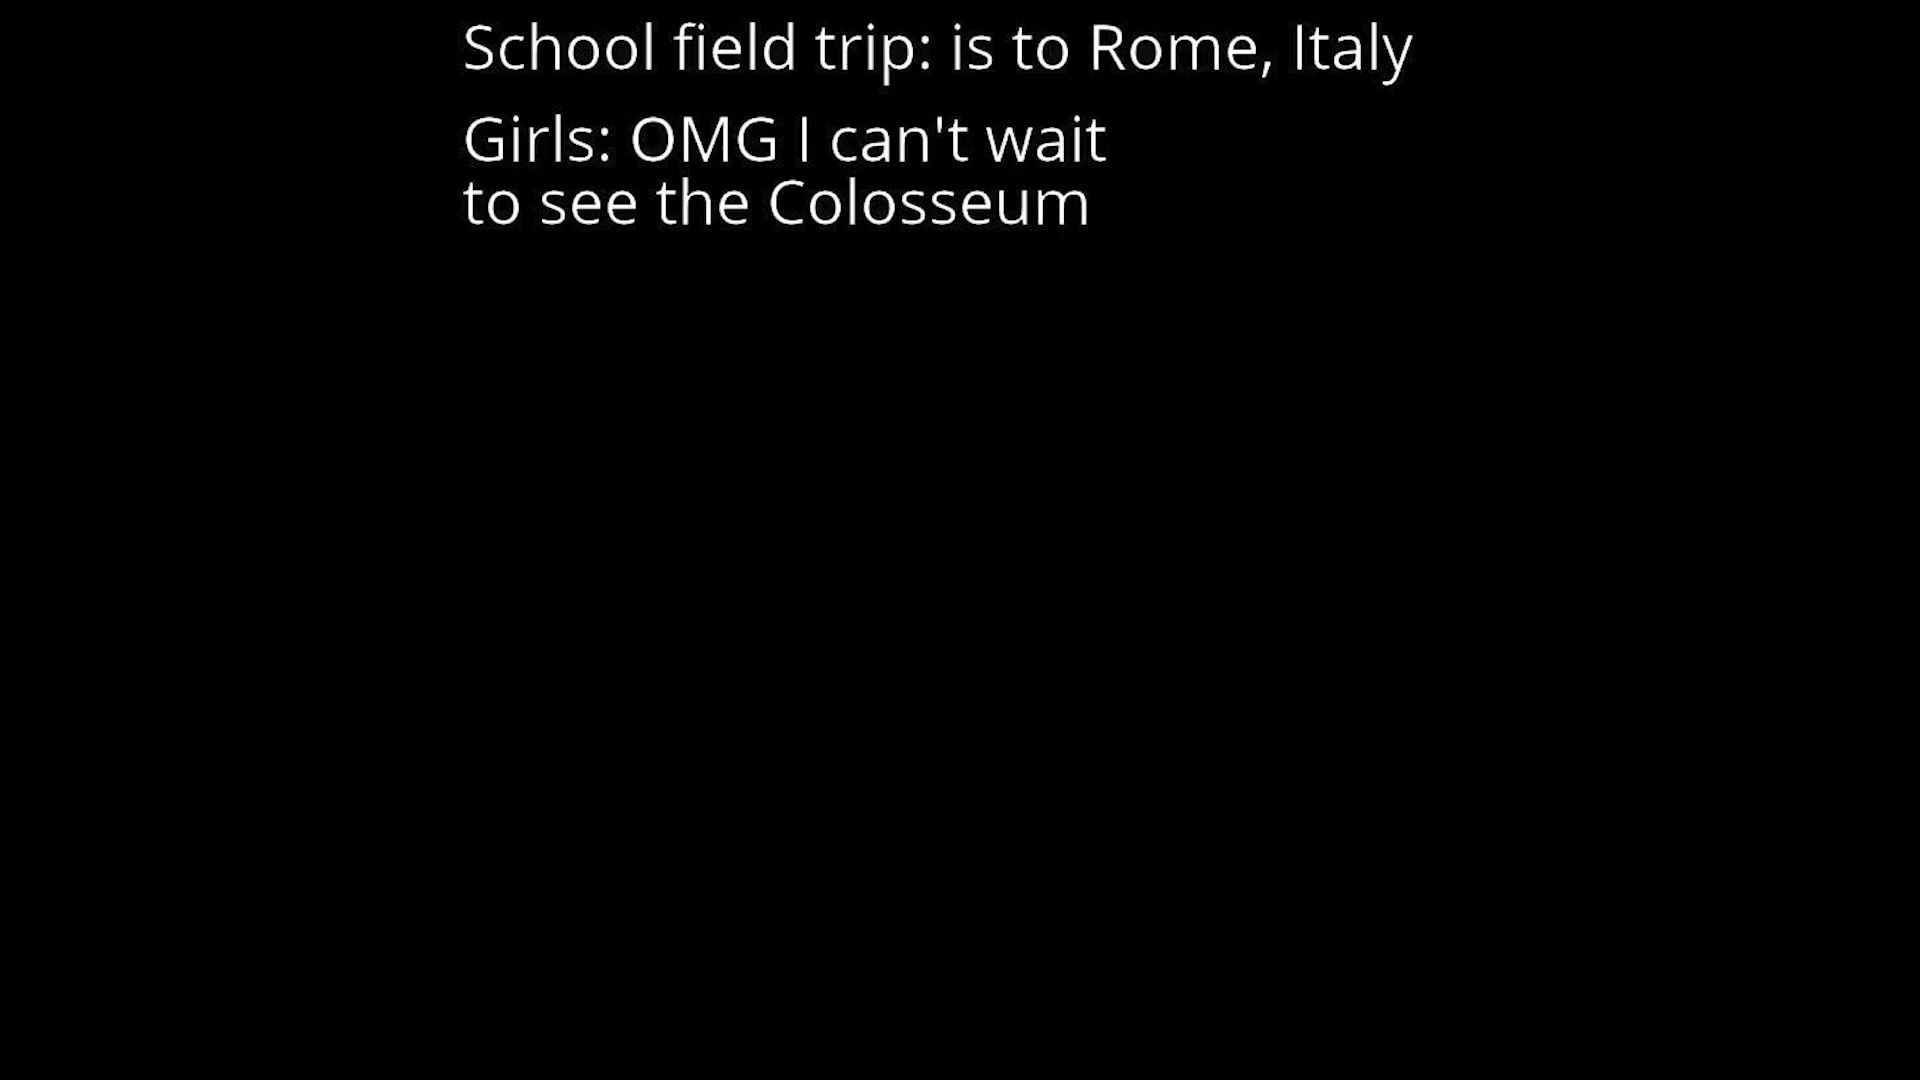 School field trip: is to Rome, Italy
Girls: OMG I can't wait
to see the Colosseum